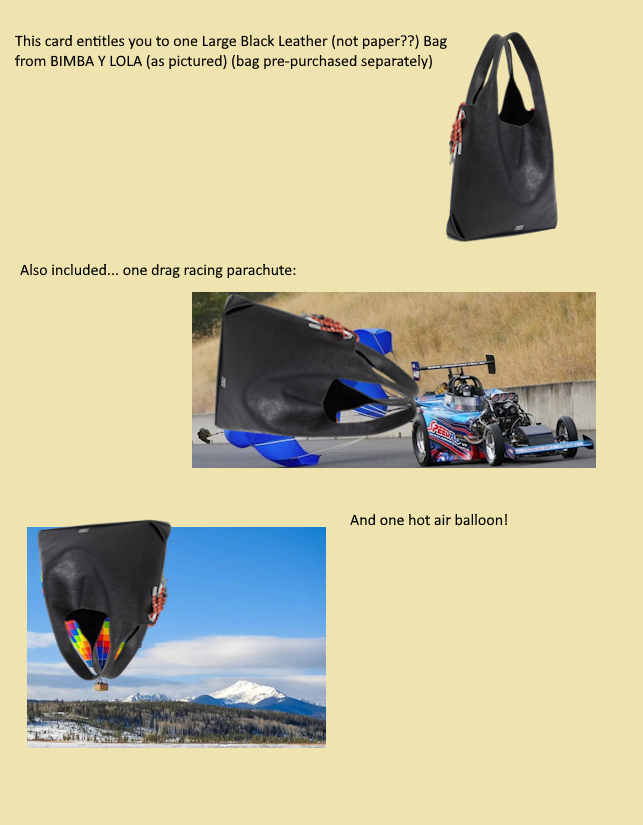 This card entitles you to one Large Black Leather (not paper??) Bag
from BIMBA Y LOLA (as pictured) (bag pre-purchased separately)
Also included... one drag racing parachute:
And one hot air balloon!